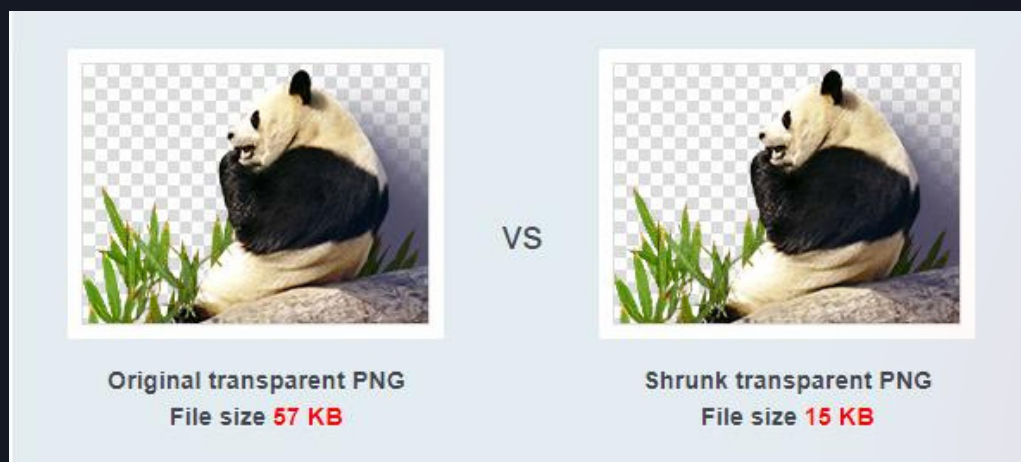 VS
Original transparent PNG
File size 57 KB
Shrunk transparent PNG
File size 15 KB